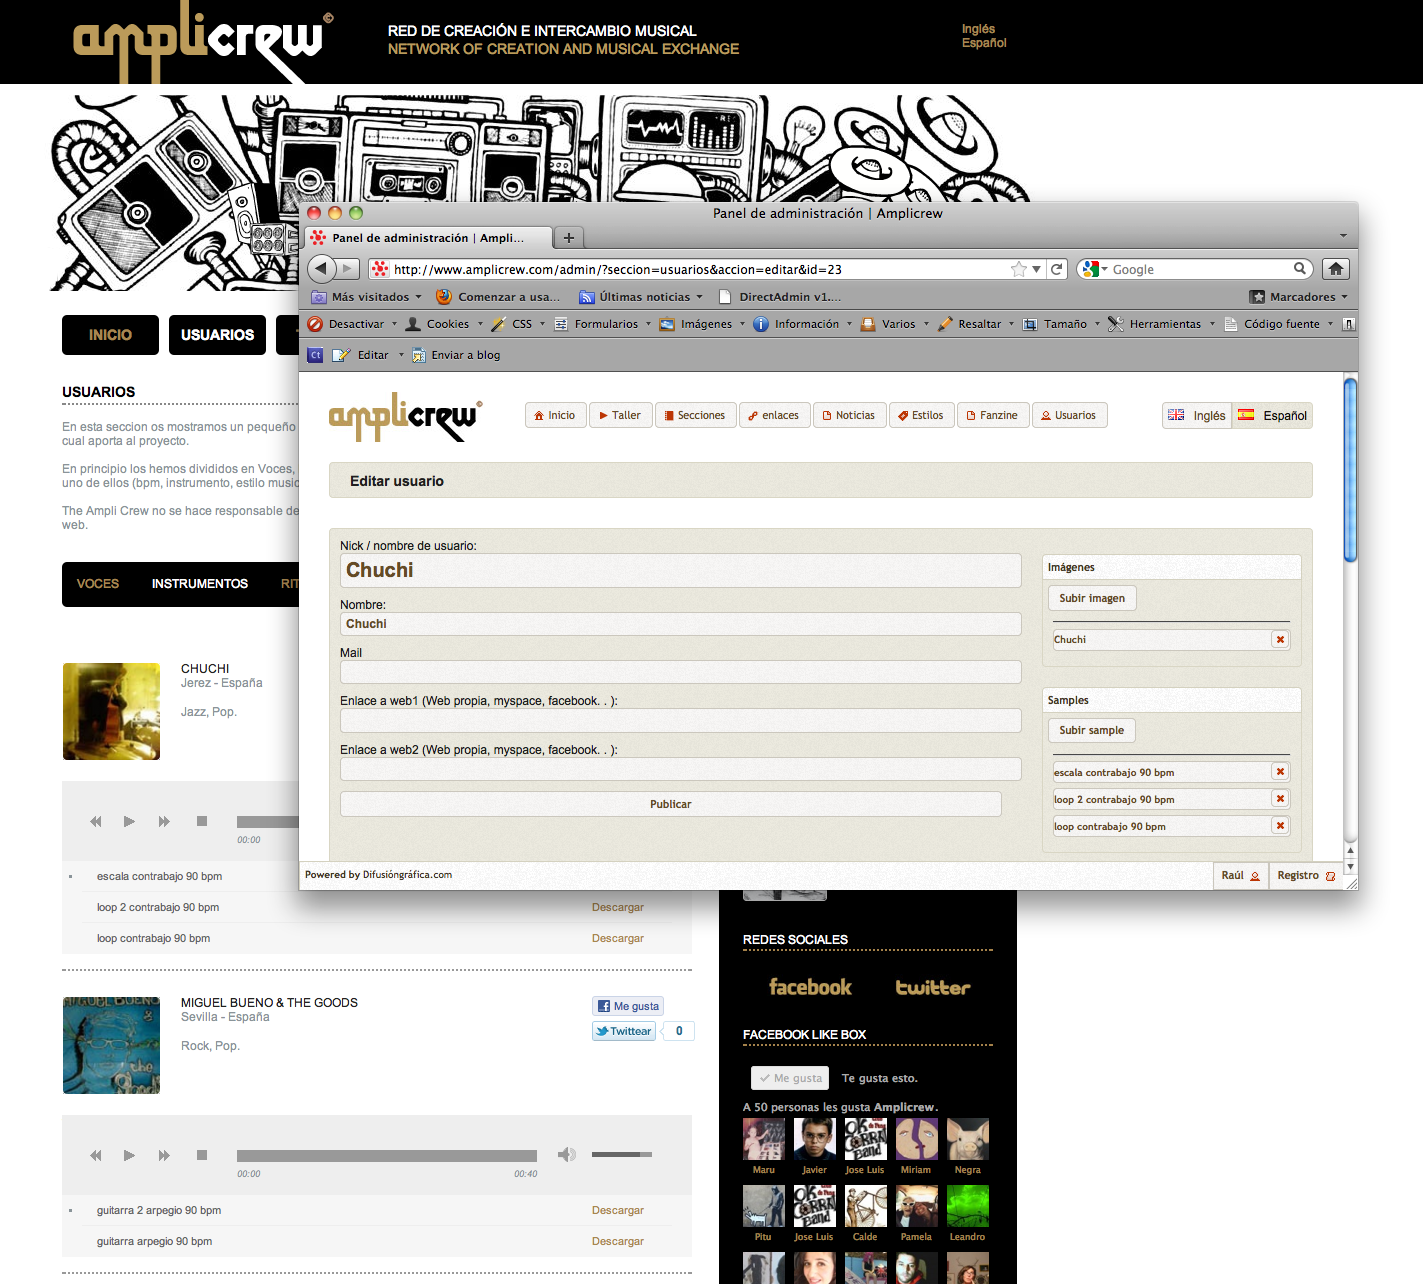 amplicrew©
RED DE CREACIÓN E INTERCAMBIO MUSICAL
NETWORK OF CREATION AND MUSICAL EXCHANGE
Inglés
Español
INICIO
USUARIOS
USUARIOS
En esta seccion os mostramos un pequeño
cual aporta al proyecto.
En principio los hemos divididos en Voces,
uno de ellos (bpm, instrumento, estilo music
The Ampli Crew no se hace responsable de
web.
VOCES INSTRUMENTOS RIT
CHUCHI
Jerez - España
Jazz, Pop.
00:00
escala contrabajo 90 bpm
loop 2 contrabajo 90 bpm Descargar
loop contrabajo 90 bpm Descargar
MIGUEL BUENO & THE GOODS
Sevilla - España
Rock, Pop.
Me gusta
Twittear 0
00:00 00:40
guitarra 2 arpegio 90 bpm Descargar
guitarra arpegio 90 bpm Descargar
Panel de administración | Amplicrew
Panel de administración | Ampli...
http://www.amplicrew.com/admin/?seccion=usuarios&accion=editar&id=23
Google
Más visitados Comenzar a usa... Últimas noticias DirectAdmin v1.... Marcadores
Desactivar Cookies CSS Formularios Imágenes Información Varios Resaltar Tamaño Herramientas Código fuente
Ct Editar Enviar a blog
amplicrew©
Inicio Taller Secciones enlaces Noticias Estilos Fanzine Usuarios
Inglés Español
Editar usuario
Nick / nombre de usuario:
Chuchi
Nombre:
Chuchi
Mail
Enlace a web1 (Web propia, myspace, facebook. . ):
Enlace a web2 (Web propia, myspace, facebook. . ):
Publicar
Imágenes
Subir imagen
Chuchi
Samples
Subir sample
escala contrabajo 90 bpm
loop 2 contrabajo 90 bpm
loop contrabajo 90 bpm
Powered by Difusióngráfica.com
Raúl Registro
REDES SOCIALES
facebook twitter
FACEBOOK LIKE BOX
Me gusta Te gusta esto.
A 50 personas les gusta Amplicrew.
Maru Javier Jose Luis Miriam Negra
Pitu Jose Luis Calde Pamela Leandro